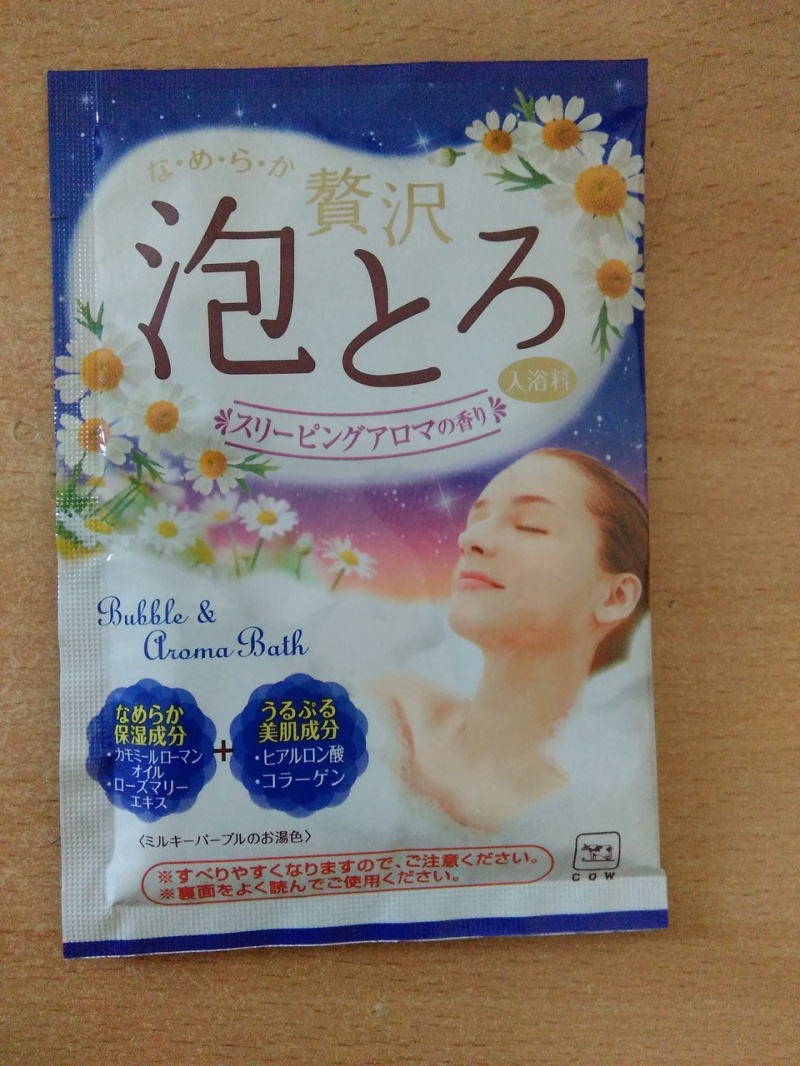 な・め・ら・か
贅沢
泡とろ
入浴料
スリーピングアロマの香り
Bubble &
Aroma Bath
なめらか
保湿成分
・カモミールローマン
オイル
・ローズマリー
エキス
+
うるぷる
美肌成分
・ヒアルロン酸
・コラーゲン
〈ミルキーパープルのお湯色〉
※すべりやすくなりますので、ご注意ください。
※裏面をよく読んでご使用ください。
COW